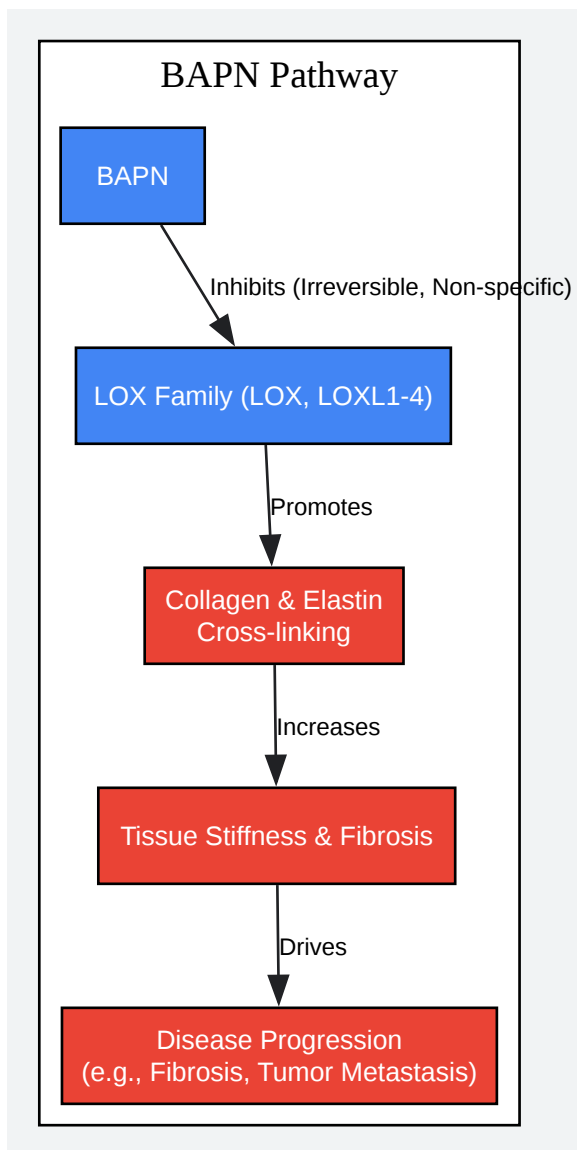 BAPN Pathway
BAPN
Inhibits (Irreversible, Non-specific)
LOX Family (LOX, LOXL1-4)
Promotes
Collagen & Elastin
Cross-linking
Increases
Tissue Stiffness & Fibrosis
Drives
Disease Progression
(e.g., Fibrosis, Tumor Metastasis)